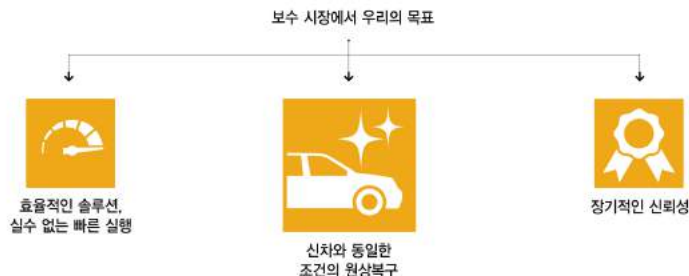 보수 시장에서 우리의 목표
효율적인 솔루션,
실수 없는 빠른 실행
신차와 동일한
조건의 원상복구
장기적인 신뢰성